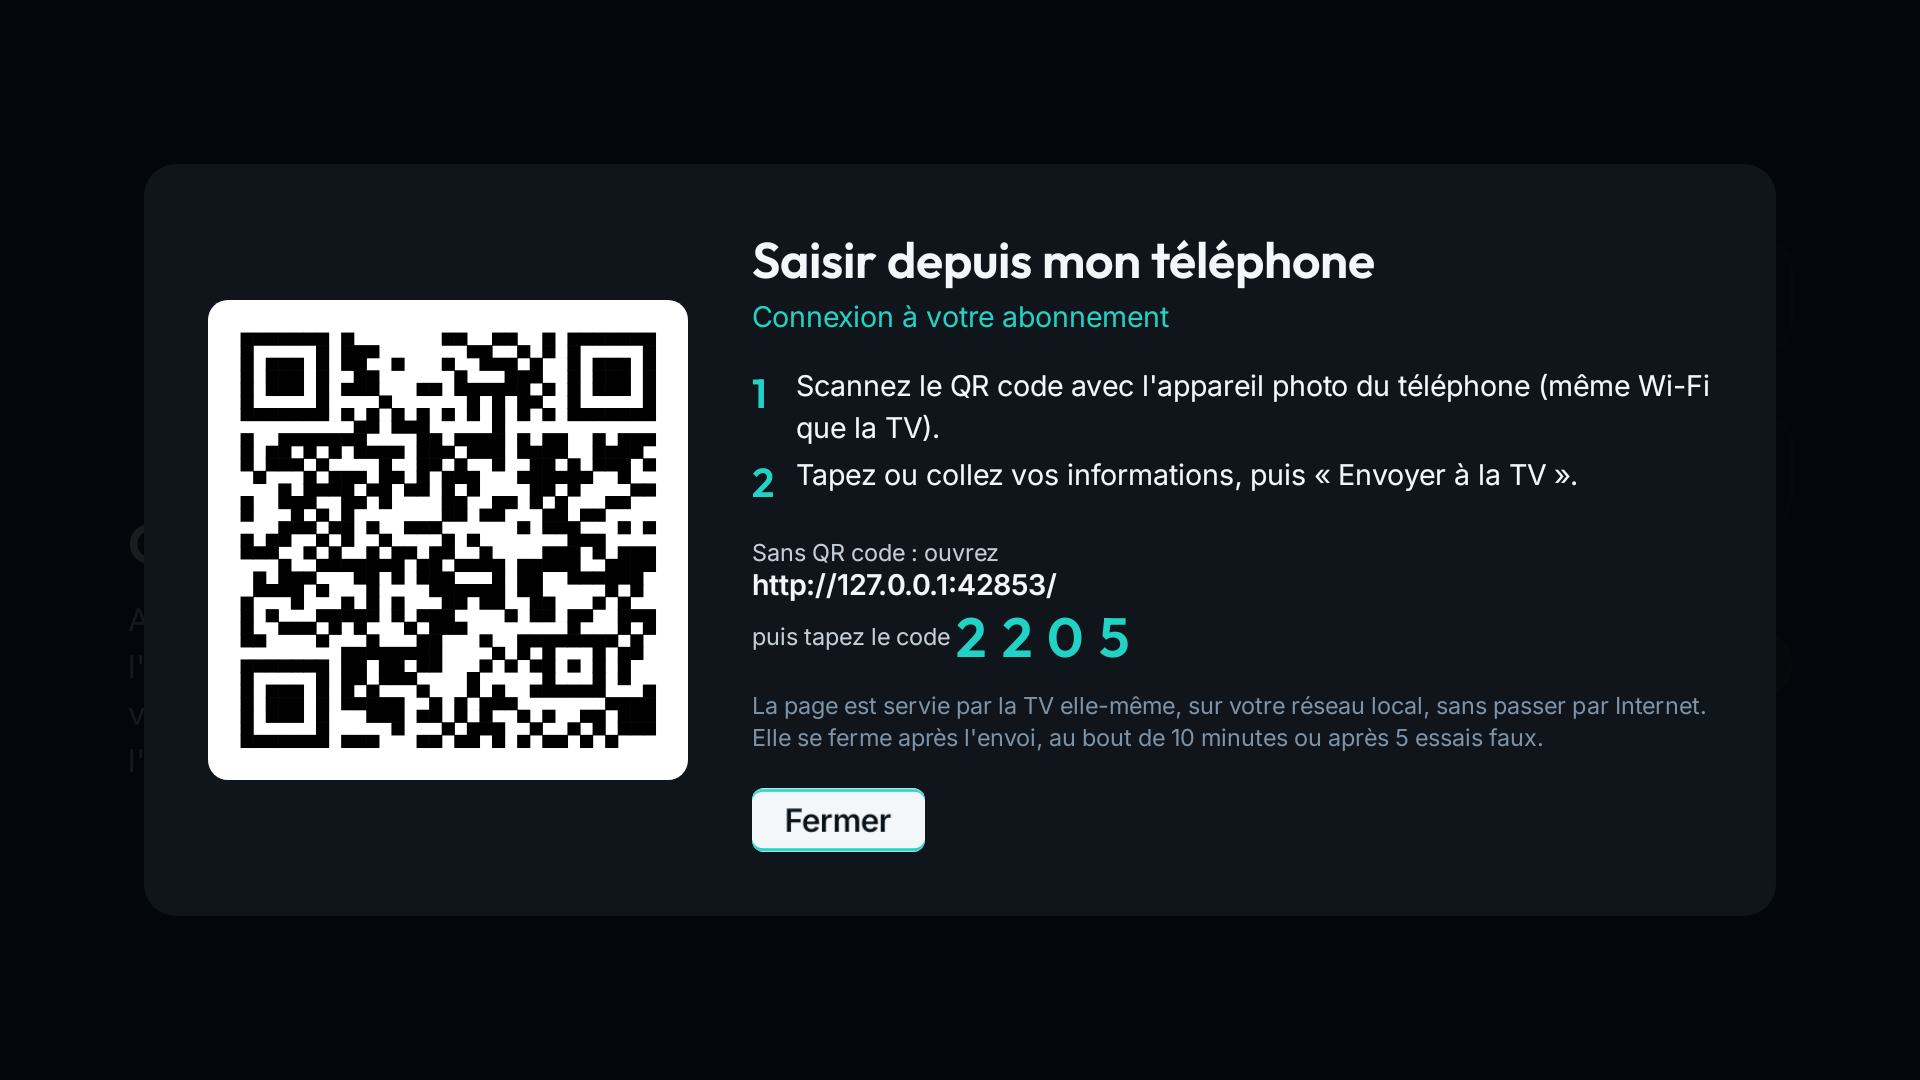 Saisir depuis mon téléphone
Connexion à votre abonnement
1 Scannez le QR code avec l'appareil photo du téléphone (même Wi-Fi
que la TV).
2 Tapez ou collez vos informations, puis « Envoyer à la TV ».
Sans QR code : ouvrez
http://127.0.0.1:42853/
puis tapez le code 2 2 0 5
La page est servie par la TV elle-même, sur votre réseau local, sans passer par Internet.
Elle se ferme après l'envoi, au bout de 10 minutes ou après 5 essais faux.
Fermer